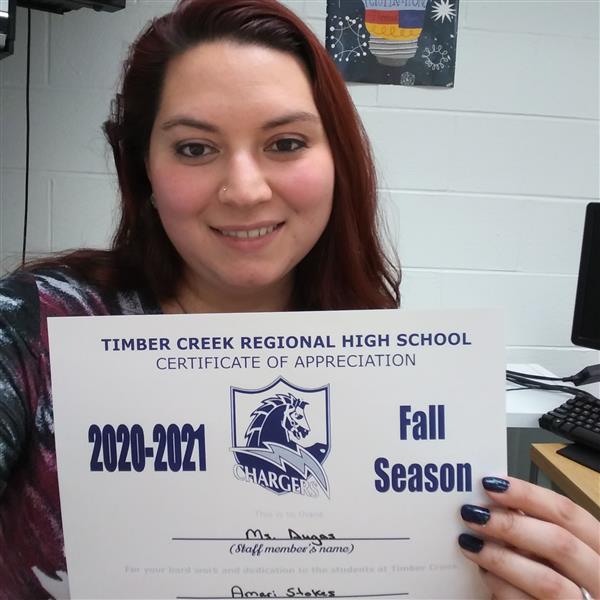 TIMBER CREEK REGIONAL HIGH SCHOOL
CERTIFICATE OF APPRECIATION
2020-2021
CHARGERS
Fall
Season
This is to thank
Ms. Dugas
(Staff member's name)
For your hard work and dedication to the students at Timber Creek
Amari Stokes